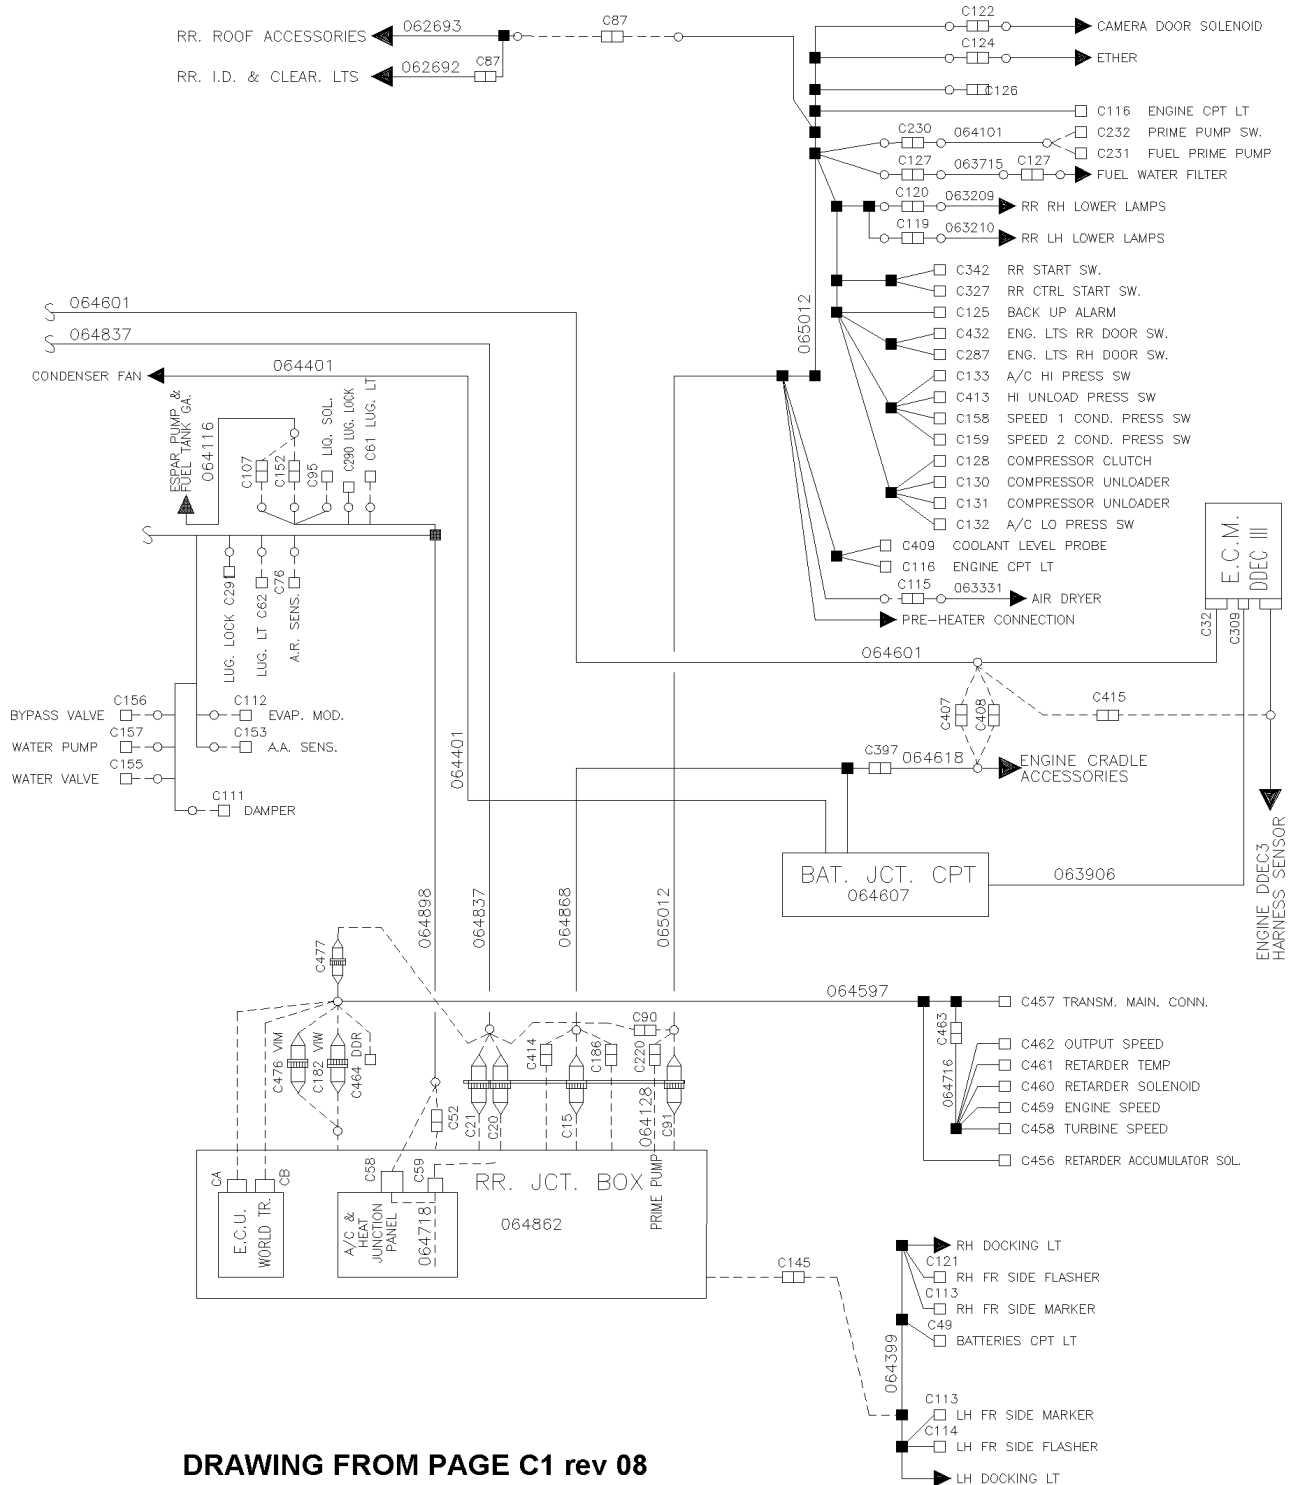 RR. ROOF ACCESSORIES
062693
C87
RR. I.D. & CLEAR. LTS
062692
C87
C122
CAMERA DOOR SOLENOID
C124
ETHER
C126
C116 ENGINE CPT LT
C230
064101
C232 PRIME PUMP SW.
C231 FUEL PRIME PUMP
C127
063715
C127
FUEL WATER FILTER
C120
063209
RR RH LOWER LAMPS
C119
063210
RR LH LOWER LAMPS
C342 RR START SW.
C327 RR CTRL START SW.
C125 BACK UP ALARM
C432 ENG. LTS RR DOOR SW.
C287 ENG. LTS RH DOOR SW.
C133 A/C HI PRESS SW
C413 HI UNLOAD PRESS SW
C158 SPEED 1 COND. PRESS SW
C159 SPEED 2 COND. PRESS SW
C128 COMPRESSOR CLUTCH
C130 COMPRESSOR UNLOADER
C131 COMPRESSOR UNLOADER
C132 A/C LO PRESS SW
C409 COOLANT LEVEL PROBE
C116 ENGINE CPT LT
C115
063331
AIR DRYER
PRE-HEATER CONNECTION
065012
064601
064837
064401
CONDENSER FAN
ESPAR PUMP &
FUEL TANK GA.
064116
C107
C152
C95
LIQ. SOL.
C290 LUG. LOCK
C61 LUG. LT
LUG. LOCK C291
LUG. LT C62
C76
A.R. SENS.
C156
BYPASS VALVE
C157
WATER PUMP
C155
WATER VALVE
C112
EVAP. MOD.
C153
A.A. SENS.
C111
DAMPER
E.C.M.
DDEC III
C32
C309
064601
C407
C408
C415
064401
C397
064618
ENGINE CRADLE
ACCESSORIES
BAT. JCT. CPT
064607
063906
ENGINE DDEC3
HARNESS SENSOR
064898
064837
064868
065012
C477
064597
C457 TRANSM. MAIN. CONN.
C463
064716
C462 OUTPUT SPEED
C461 RETARDER TEMP
C460 RETARDER SOLENOID
C459 ENGINE SPEED
C458 TURBINE SPEED
C456 RETARDER ACCUMULATOR SOL.
C476 VIM
C182 VIW
C464 DDR
C52
C21
C20
C414
C15
C186
C90
C220
064128
C91
PRIME PUMP
CA
CB
E.C.U.
WORLD TR.
C58
C59
A/C &
HEAT
JUNCTION
PANEL
064718
RR. JCT. BOX
064862
C145
RH DOCKING LT
C121
RH FR SIDE FLASHER
C113
RH FR SIDE MARKER
C49
BATTERIES CPT LT
064399
C113
LH FR SIDE MARKER
C114
LH FR SIDE FLASHER
LH DOCKING LT
DRAWING FROM PAGE C1 rev 08